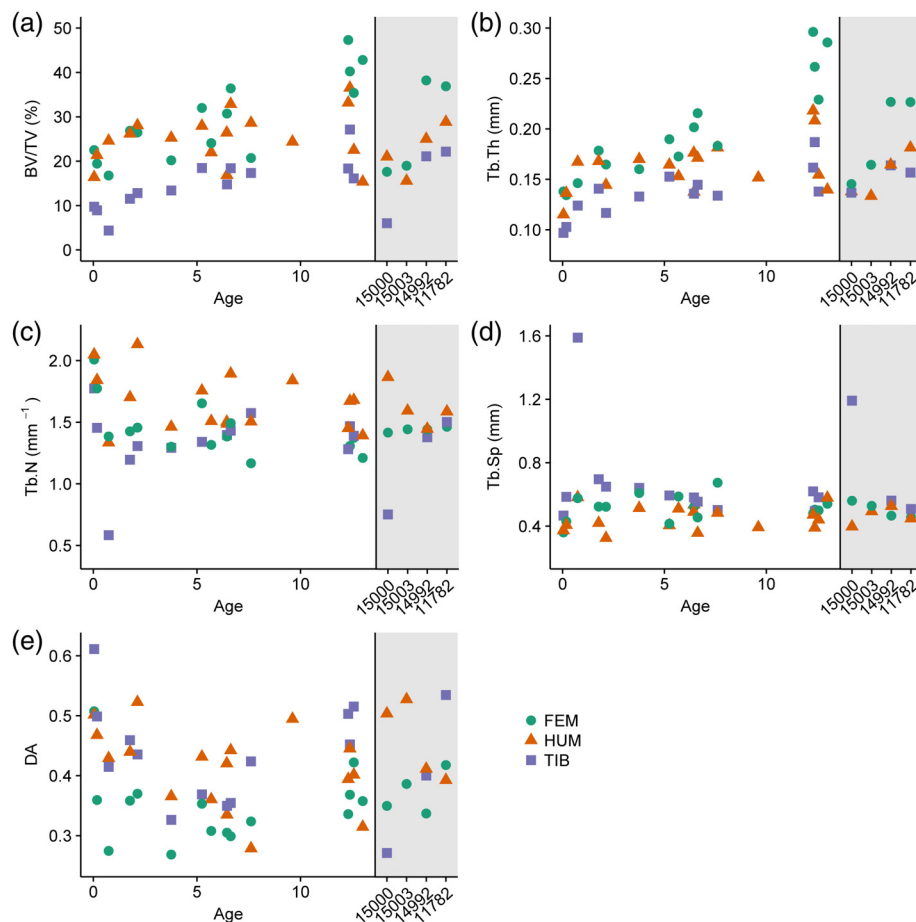 (a)
50
40
30
20
10
0
BV/TV (%)
0 5 10
15000 15003 14992 11782
Age
(b)
0.30
0.25
0.20
0.15
0.10
Tb.Th (mm)
0 5 10
15000 15003 14992 11782
Age
(c)
2.0
1.5
1.0
0.5
Tb.N (mm⁻¹)
0 5 10
15000 15003 14992 11782
Age
(d)
1.6
1.2
0.8
0.4
Tb.Sp (mm)
0 5 10
15000 15003 14992 11782
Age
(e)
0.6
0.5
0.4
0.3
DA
0 5 10
15000 15003 14992 11782
Age
FEM
HUM
TIB